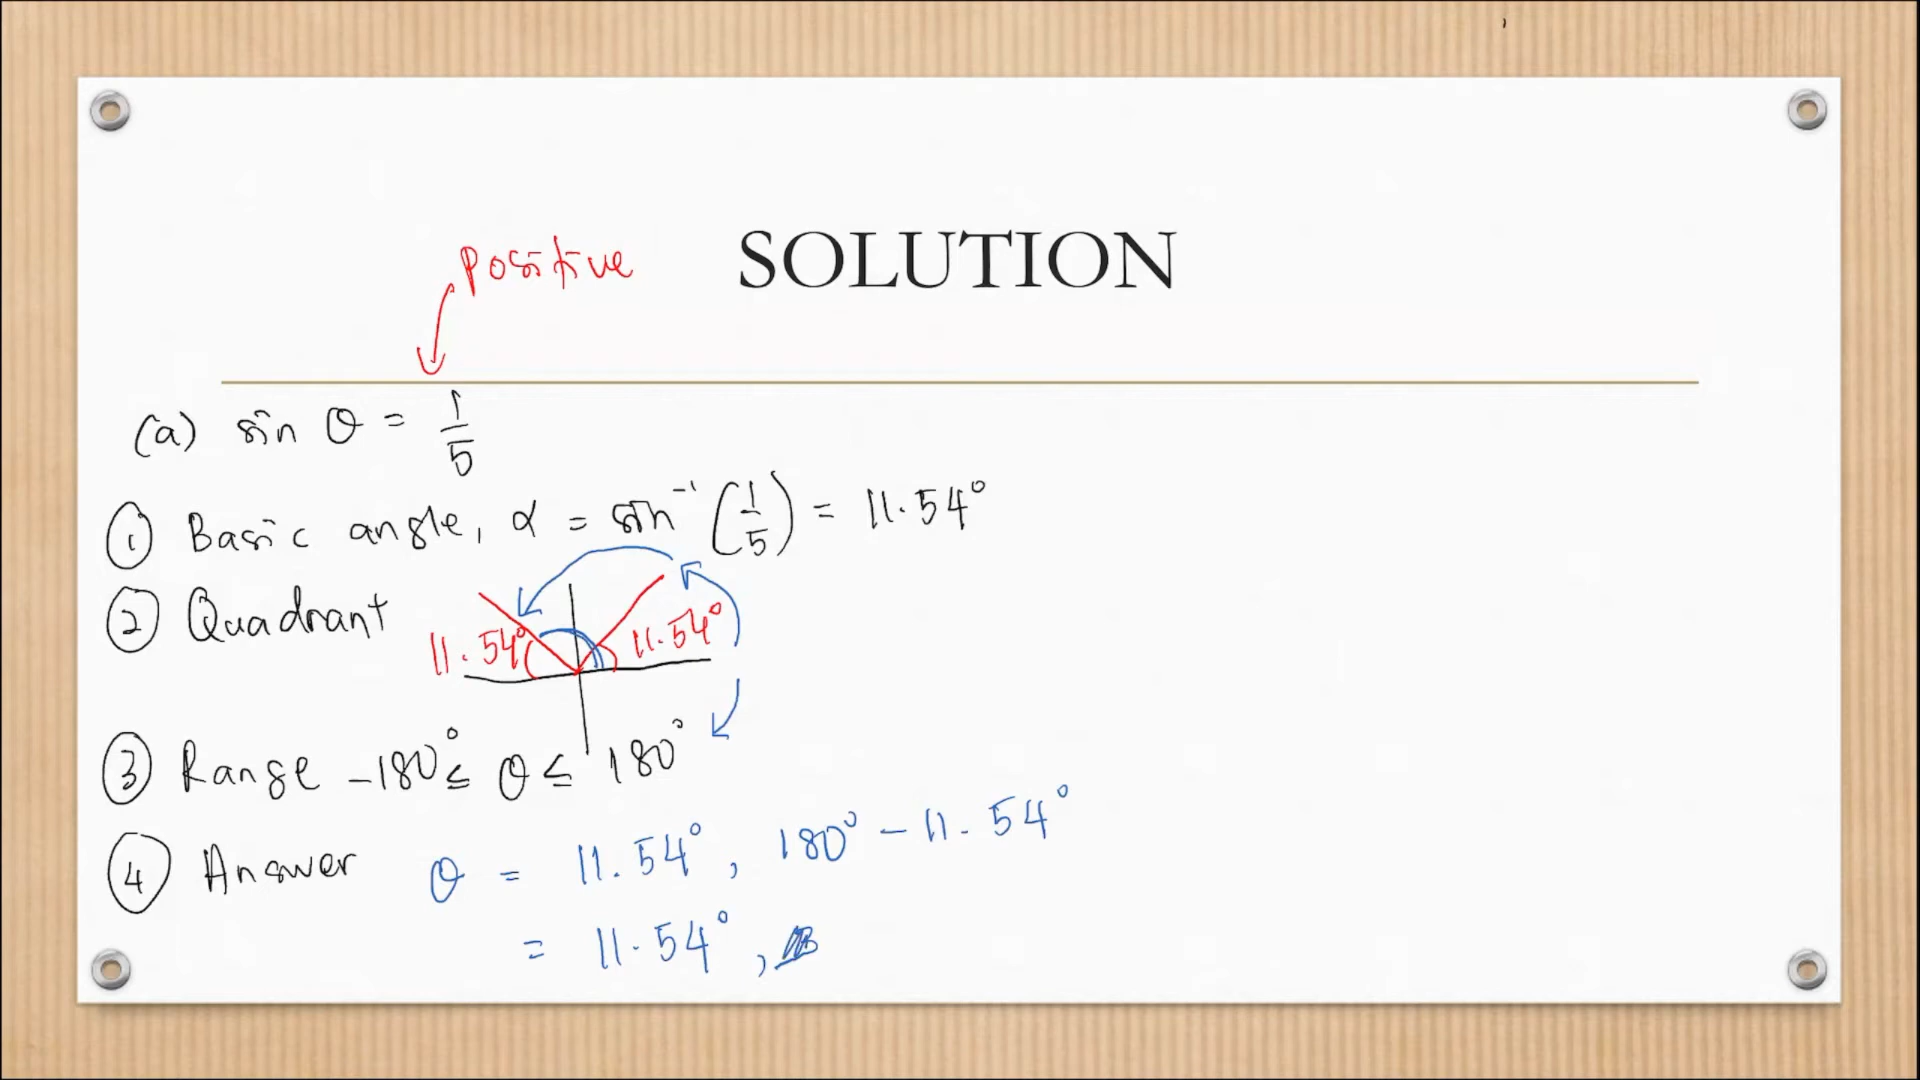 SOLUTION
positive
(a) sin θ = 1/5
① Basic angle, α = sin⁻¹ (1/5) = 11.54°
② Quadrant
11.54° 11.54°
③ Range -180° ≤ θ ≤ 180°
④ Answer θ = 11.54°, 180° - 11.54°
= 11.54°,